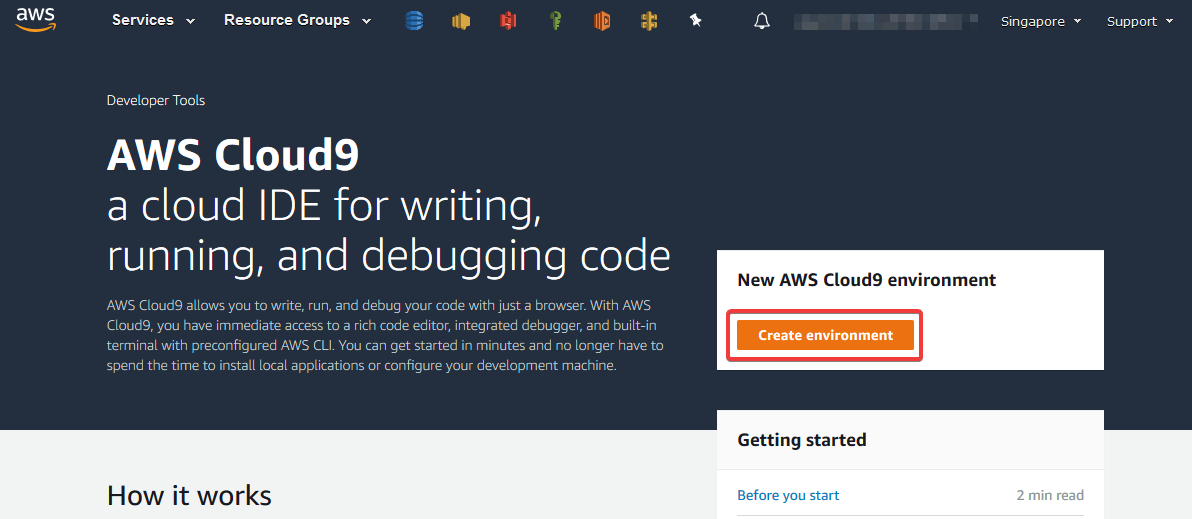 aws Services Resource Groups Singapore Support
Developer Tools
AWS Cloud9
a cloud IDE for writing,
running, and debugging code
AWS Cloud9 allows you to write, run, and debug your code with just a browser. With AWS
Cloud9, you have immediate access to a rich code editor, integrated debugger, and built-in
terminal with preconfigured AWS CLI. You can get started in minutes and no longer have to
spend the time to install local applications or configure your development machine.
New AWS Cloud9 environment
Create environment
Getting started
Before you start 2 min read
How it works